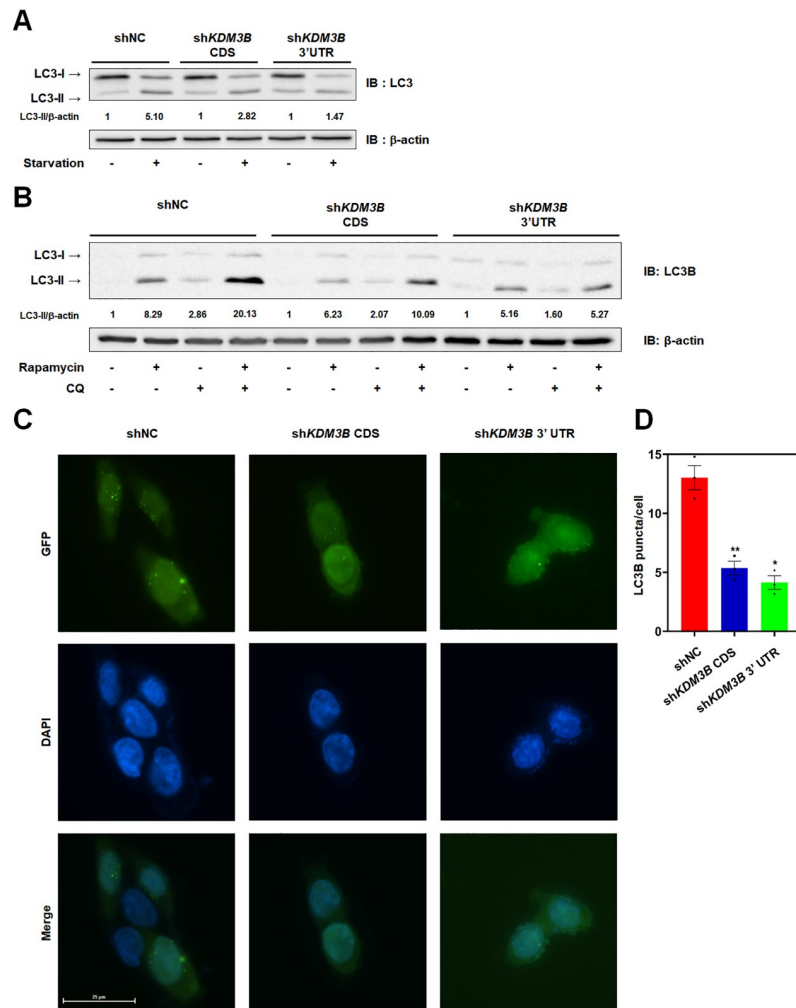 A
shNC shKDM3B CDS shKDM3B 3'UTR
LC3-I →
LC3-II →
IB : LC3
LC3-II/β-actin 1 5.10 1 2.82 1 1.47
IB : β-actin
Starvation - + - + - +
B
shNC shKDM3B CDS shKDM3B 3'UTR
LC3-I →
LC3-II →
IB: LC3B
LC3-II/β-actin 1 8.29 2.86 20.13 1 6.23 2.07 10.09 1 5.16 1.60 5.27
IB: β-actin
Rapamycin - + - + - + - + - + - +
CQ - - + + - - + + - - + +
C
shNC shKDM3B CDS shKDM3B 3' UTR
GFP
DAPI
Merge
25 μm
D
LC3B puncta/cell
15
10
5
0
**
*
shNC
shKDM3B CDS
shKDM3B 3' UTR